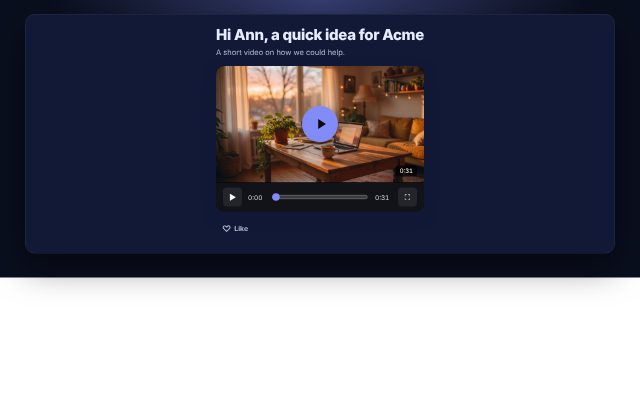 Hi Ann, a quick idea for Acme
A short video on how we could help.
0:31
0:00
0:31
Like